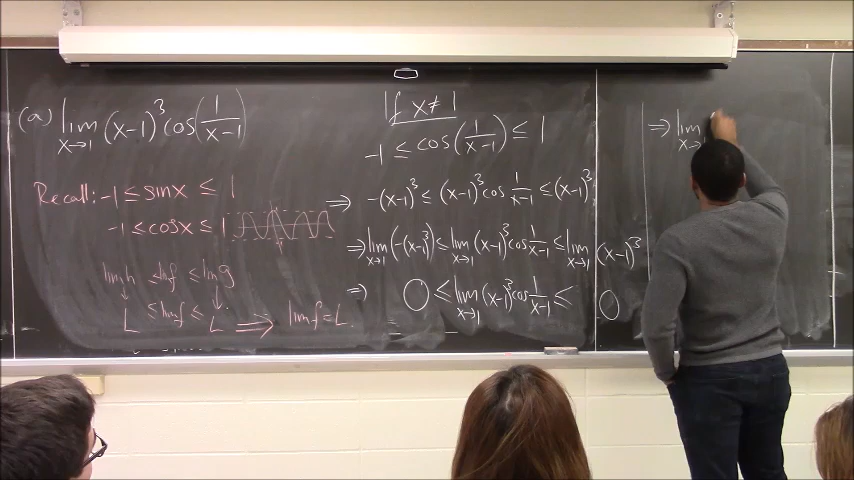 (a) lim x→1 (x-1)³ cos(1/(x-1))
Recall: -1 ≤ sinx ≤ 1
-1 ≤ cosx ≤ 1
lim h ≤ lim f ≤ lim g
↓ ↓
L ≤ lim f ≤ L ⇒ lim f = L.
If x ≠ 1
-1 ≤ cos(1/(x-1)) ≤ 1
⇒ -(x-1)³ ≤ (x-1)³ cos 1/(x-1) ≤ (x-1)³
⇒ lim x→1 (-(x-1)³) ≤ lim x→1 (x-1)³ cos 1/(x-1) ≤ lim x→1 (x-1)³
⇒ 0 ≤ lim x→1 (x-1)³ cos 1/(x-1) ≤ 0
⇒ lim x→1